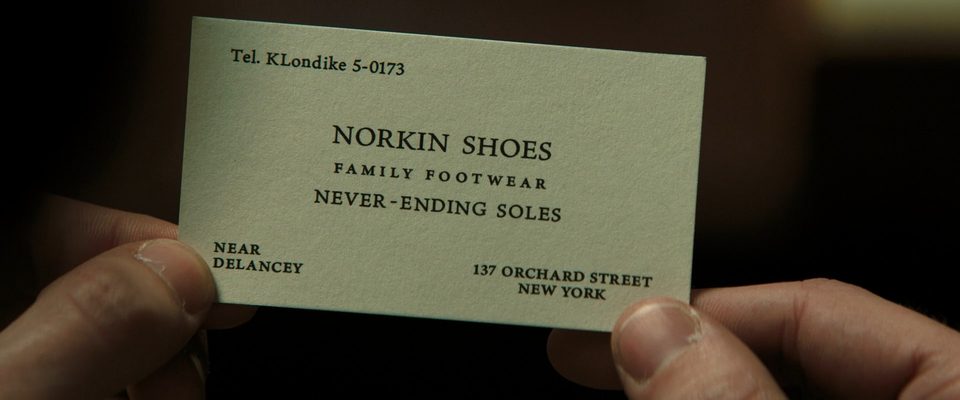 Tel. KLondike 5-0173
NORKIN SHOES
FAMILY FOOTWEAR
NEVER-ENDING SOLES
NEAR
DELANCEY
137 ORCHARD STREET
NEW YORK